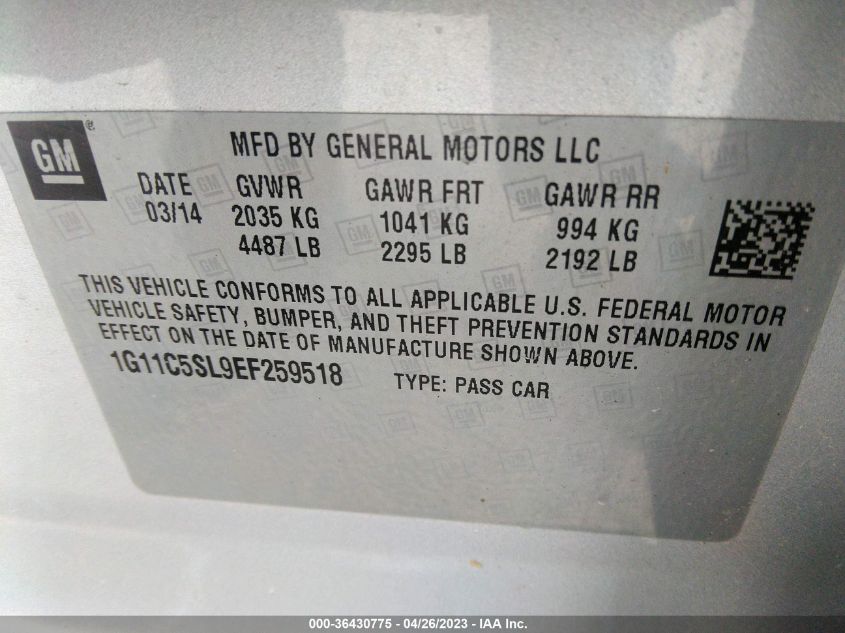 GM ®
MFD BY GENERAL MOTORS LLC
DATE GVWR GAWR FRT GAWR RR
03/14 2035 KG 1041 KG 994 KG
4487 LB 2295 LB 2192 LB
THIS VEHICLE CONFORMS TO ALL APPLICABLE U.S. FEDERAL MOTOR
VEHICLE SAFETY, BUMPER, AND THEFT PREVENTION STANDARDS IN
EFFECT ON THE DATE OF MANUFACTURE SHOWN ABOVE.
1G11C5SL9EF259518 TYPE: PASS CAR
000-36430775 - 04/26/2023 - IAA Inc.